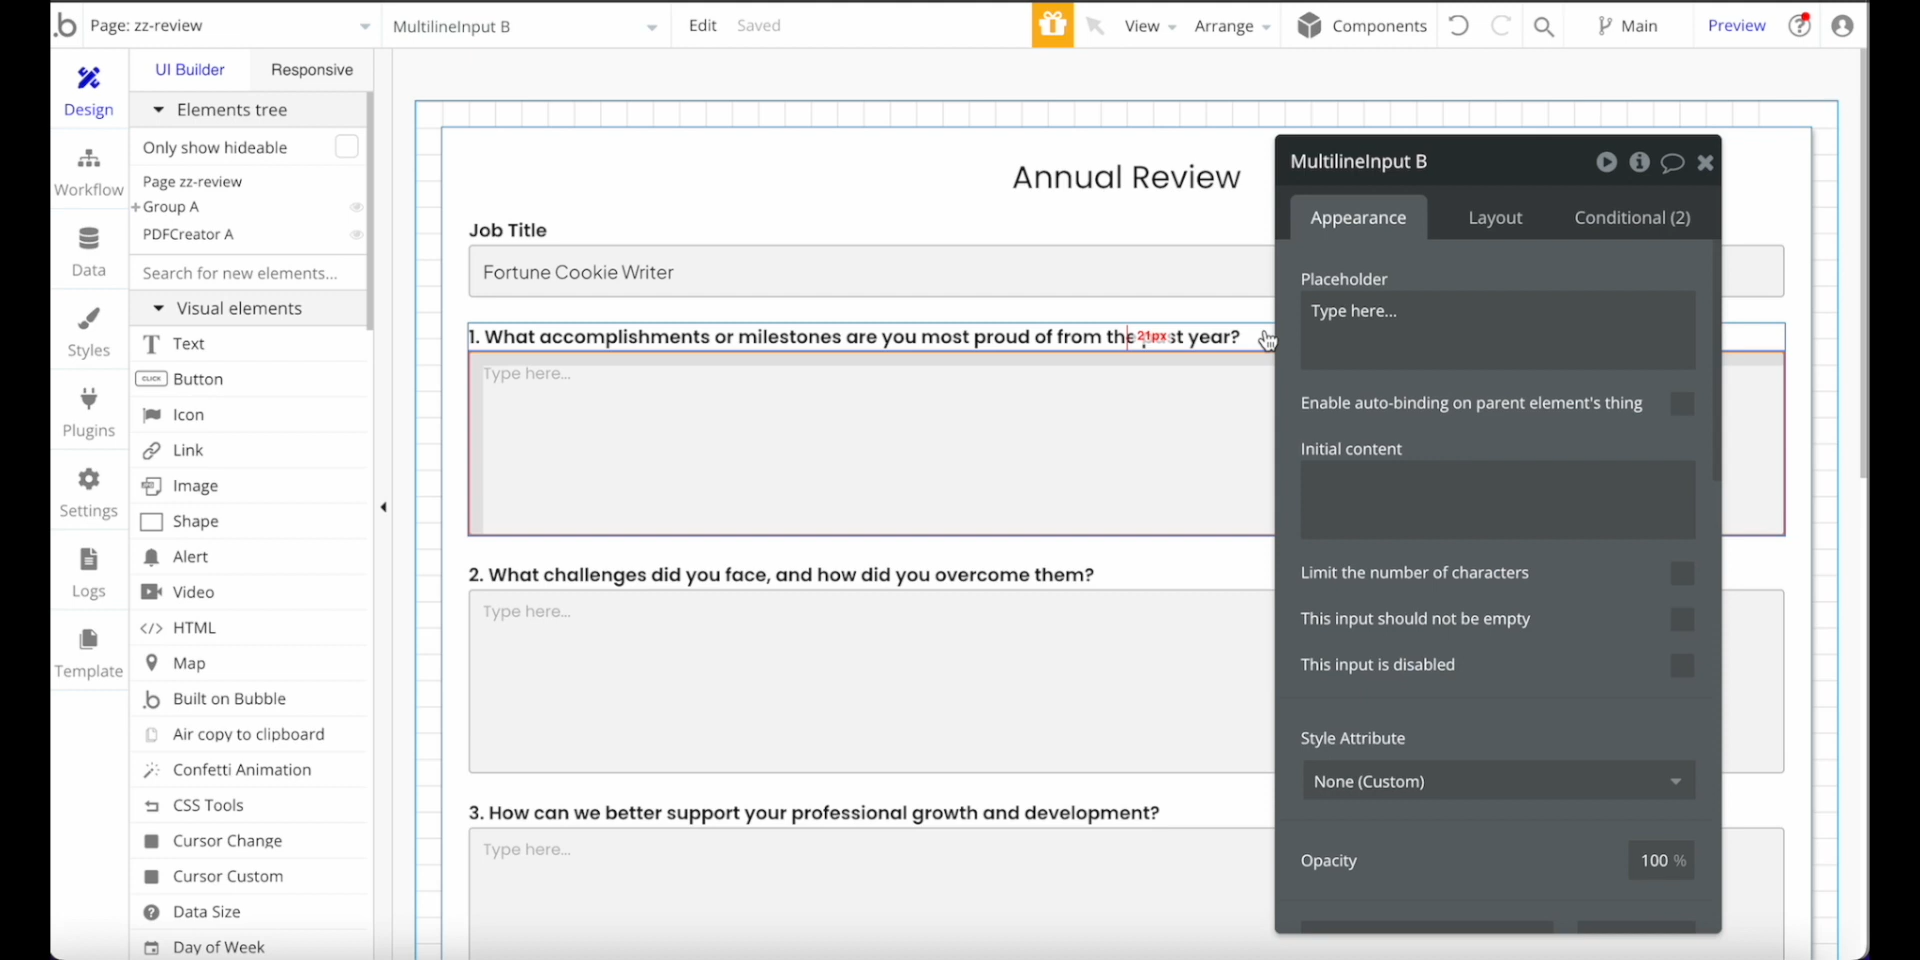 Page: zz-review
MultilineInput B
Edit
Saved
View
Arrange
Components
Main
Preview
Design
Workflow
Data
Styles
Plugins
Settings
Logs
Template
UI Builder
Responsive
Elements tree
Only show hideable
Page zz-review
Group A
PDFCreator A
Search for new elements...
Visual elements
Text
CLICK Button
Icon
Link
Image
Shape
Alert
Video
</> HTML
Map
Built on Bubble
Air copy to clipboard
Confetti Animation
CSS Tools
Cursor Change
Cursor Custom
Data Size
Day of Week
Annual Review
Job Title
Fortune Cookie Writer
1. What accomplishments or milestones are you most proud of from the st year?
21px
Type here...
2. What challenges did you face, and how did you overcome them?
Type here...
3. How can we better support your professional growth and development?
Type here...
MultilineInput B
Appearance
Layout
Conditional (2)
Placeholder
Type here...
Enable auto-binding on parent element's thing
Initial content
Limit the number of characters
This input should not be empty
This input is disabled
Style Attribute
None (Custom)
Opacity
100 %